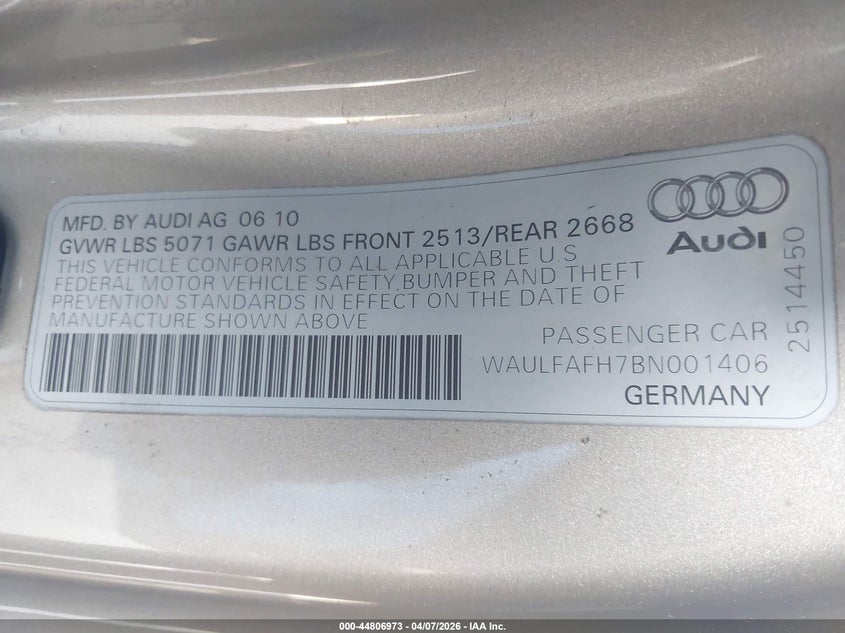 MFD. BY AUDI AG 06 10
GVWR LBS 5071 GAWR LBS FRONT 2513/REAR 2668
THIS VEHICLE CONFORMS TO ALL APPLICABLE U.S
FEDERAL MOTOR VEHICLE SAFETY,BUMPER AND THEFT
PREVENTION STANDARDS IN EFFECT ON THE DATE OF
MANUFACTURE SHOWN ABOVE
Audi
PASSENGER CAR
WAULFAFH7BN001406
GERMANY
2514450
000-44806973 - 04/07/2026 - IAA Inc.